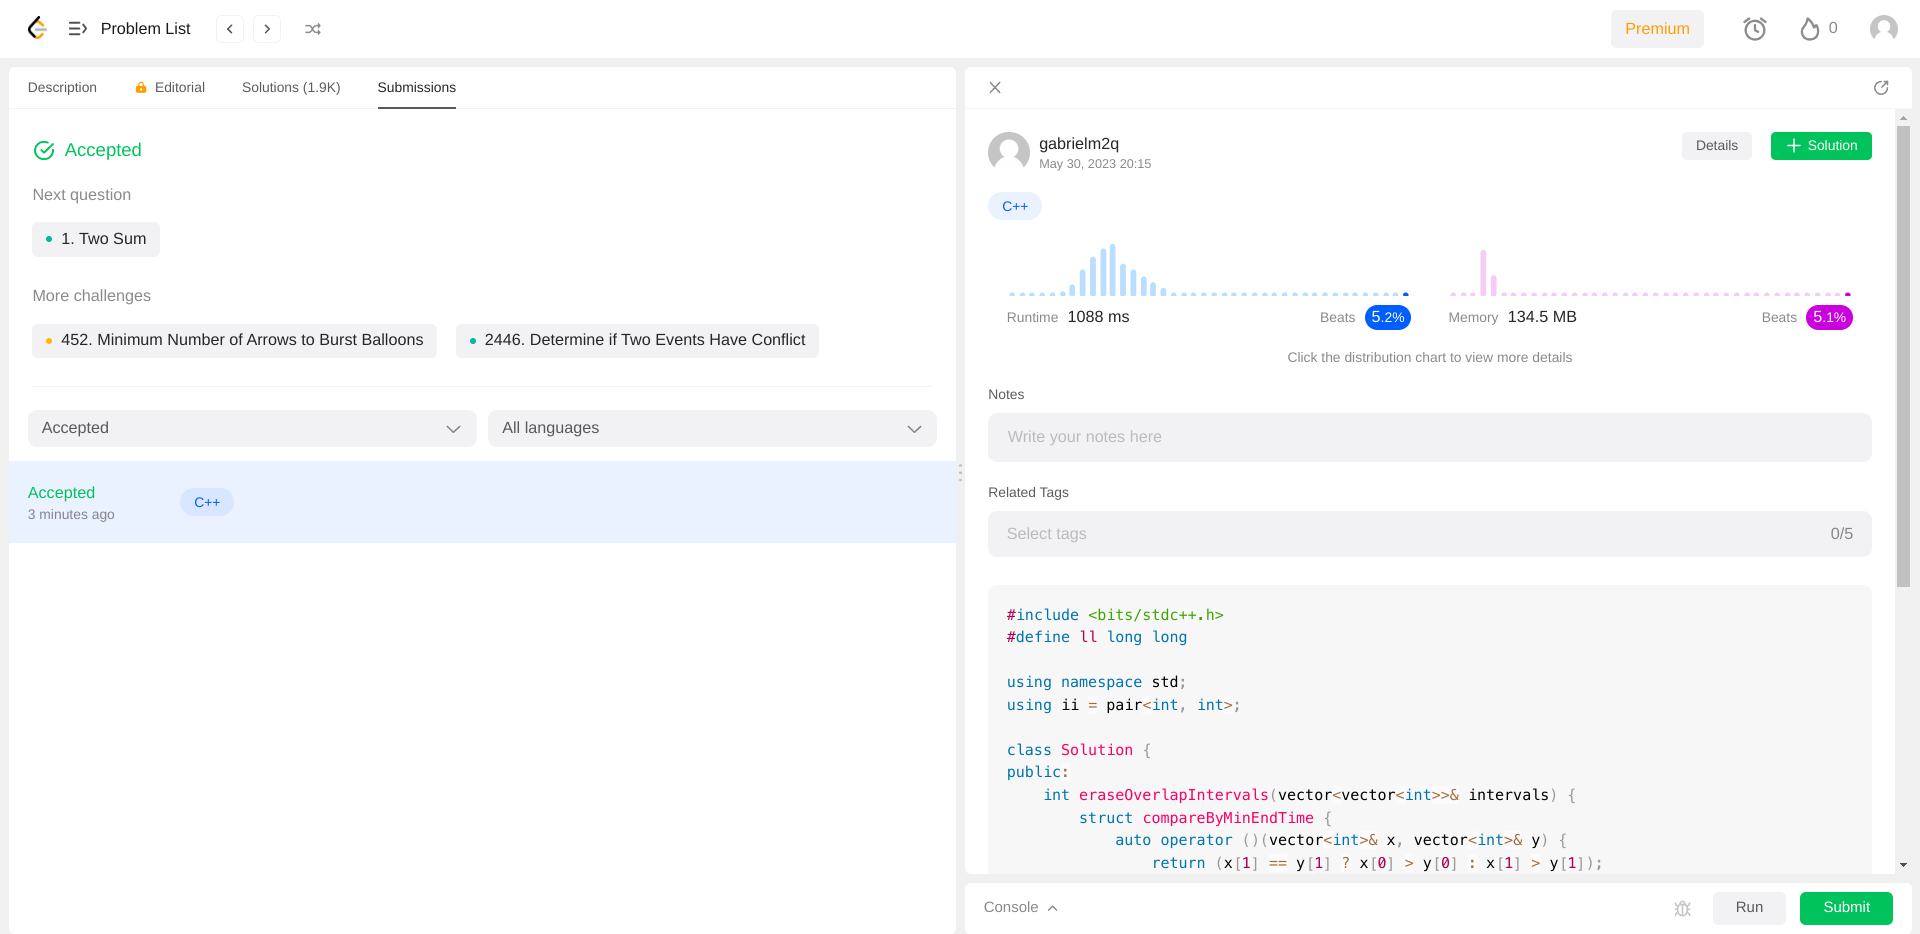 Problem List
Premium
0
Description
Editorial
Solutions (1.9K)
Submissions
Accepted
Next question
1. Two Sum
More challenges
452. Minimum Number of Arrows to Burst Balloons
2446. Determine if Two Events Have Conflict
Accepted
All languages
Accepted
3 minutes ago
C++
gabrielm2q
May 30, 2023 20:15
Details
Solution
C++
Runtime 1088 ms
Beats 5.2%
Memory 134.5 MB
Beats 5.1%
Click the distribution chart to view more details
Notes
Write your notes here
Related Tags
Select tags
0/5
#include <bits/stdc++.h>
#define ll long long
using namespace std;
using ii = pair<int, int>;
class Solution {
public:
    int eraseOverlapIntervals(vector<vector<int>>& intervals) {
        struct compareByMinEndTime {
            auto operator ()(vector<int>& x, vector<int>& y) {
                return (x[1] == y[1] ? x[0] > y[0] : x[1] > y[1]);
Console
Run
Submit